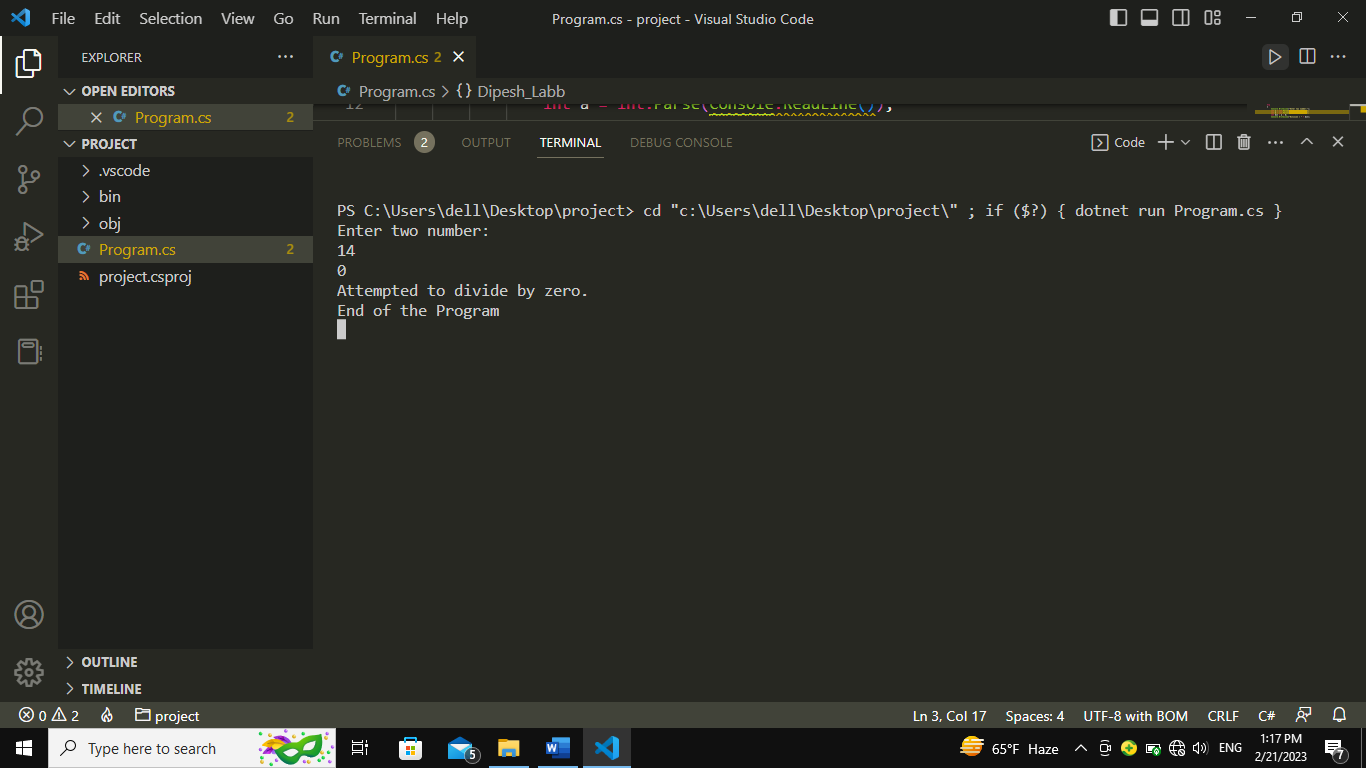 File Edit Selection View Go Run Terminal Help
Program.cs - project - Visual Studio Code
EXPLORER
Program.cs 2
OPEN EDITORS
Program.cs > {} Dipesh_Labb
Program.cs 2
12 int a = int.Parse(Console.ReadLine());
PROJECT
PROBLEMS 2 OUTPUT TERMINAL DEBUG CONSOLE
Code
.vscode
bin
obj
Program.cs 2
project.csproj
PS C:\Users\dell\Desktop\project> cd "c:\Users\dell\Desktop\project\" ; if ($?) { dotnet run Program.cs }
Enter two number:
14
0
Attempted to divide by zero.
End of the Program
OUTLINE
TIMELINE
0 2 project
Ln 3, Col 17 Spaces: 4 UTF-8 with BOM CRLF C#
Type here to search
5
W
65°F Haze
ENG
1:17 PM
2/21/2023
7